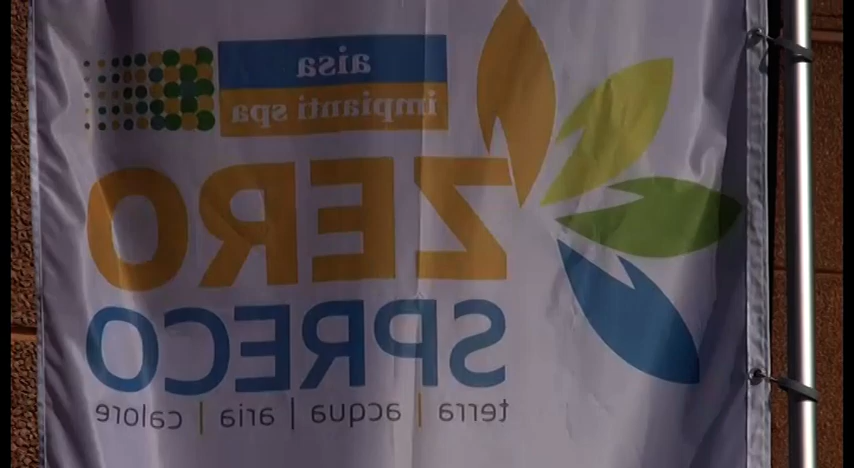 aisa
impianti spa
ZERO
SPRECO
terra | acqua | aria | calore